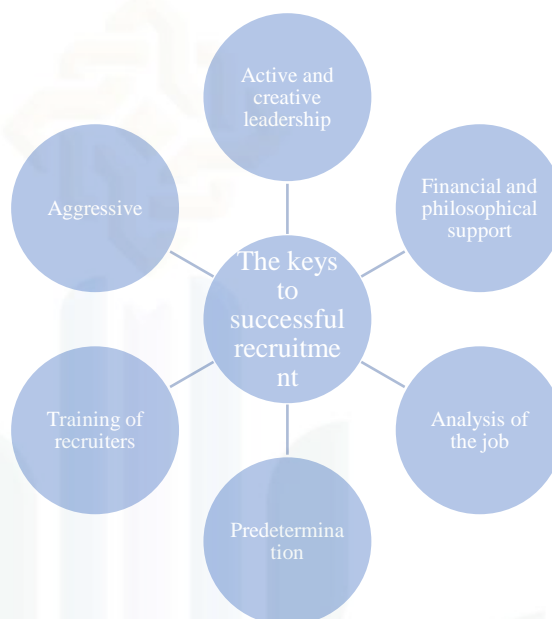 Active and
creative
leadership
Aggressive
Financial and
philosophical
support
The keys
to
successful
recruitme
nt
Training of
recruiters
Analysis of
the job
Predetermina
tion